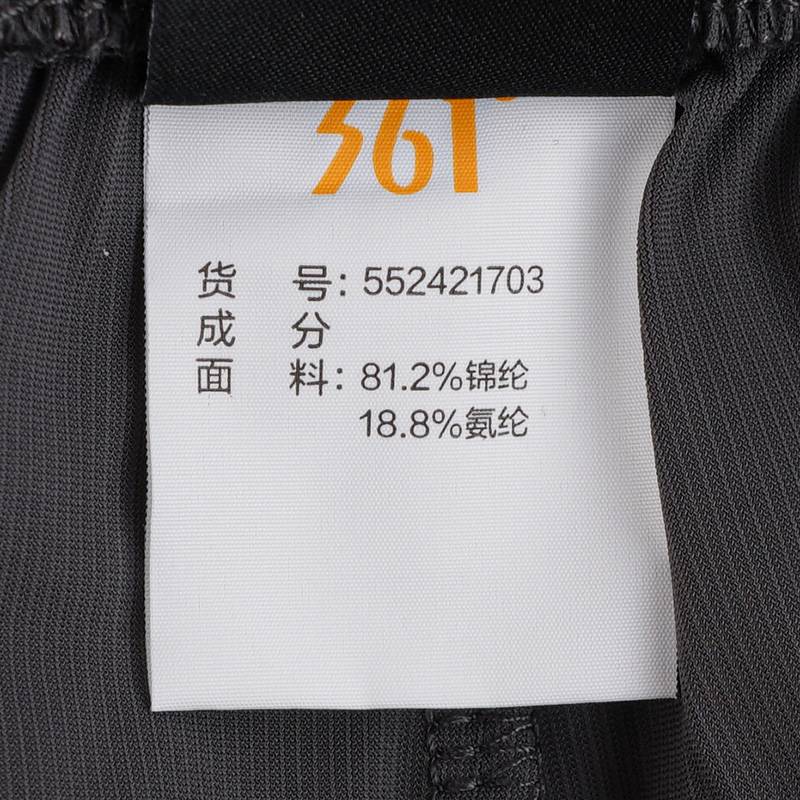 361°
货 号：552421703
成 分
面 料：81.2%锦纶
18.8%氨纶